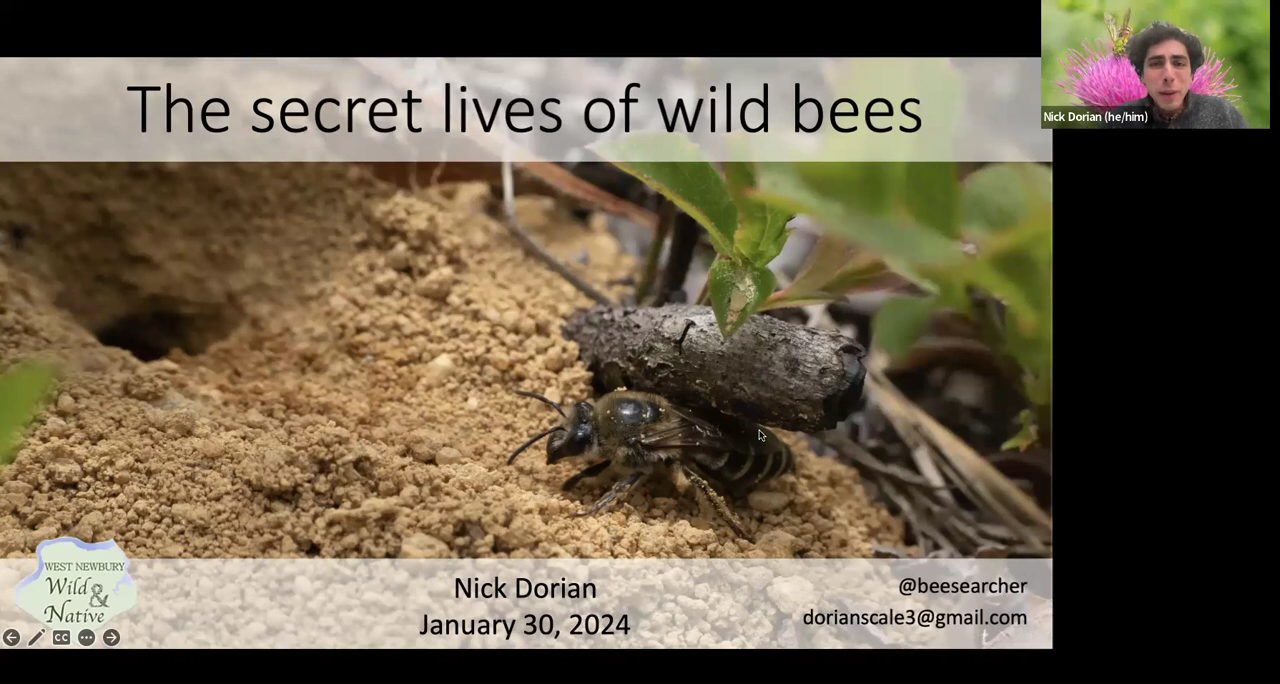 The secret lives of wild bees
Nick Dorian (he/him)
WEST NEWBURY
Wild &
Native
Nick Dorian
January 30, 2024
@beesearcher
dorianscale3@gmail.com
CC